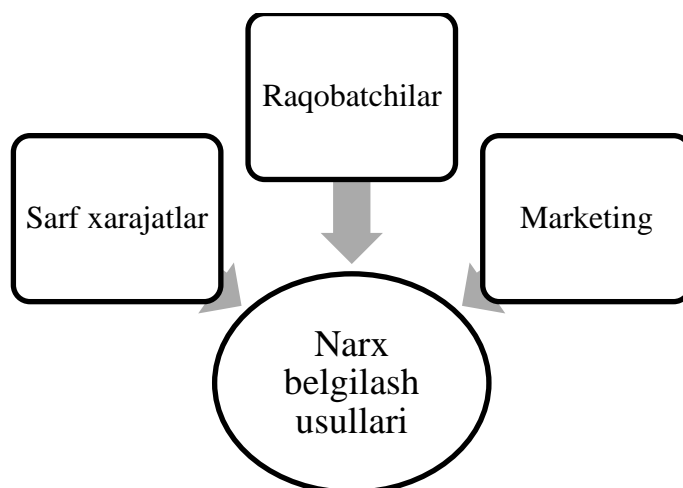 Raqobatchilar
Sarf xarajatlar
Marketing
Narx
belgilash
usullari